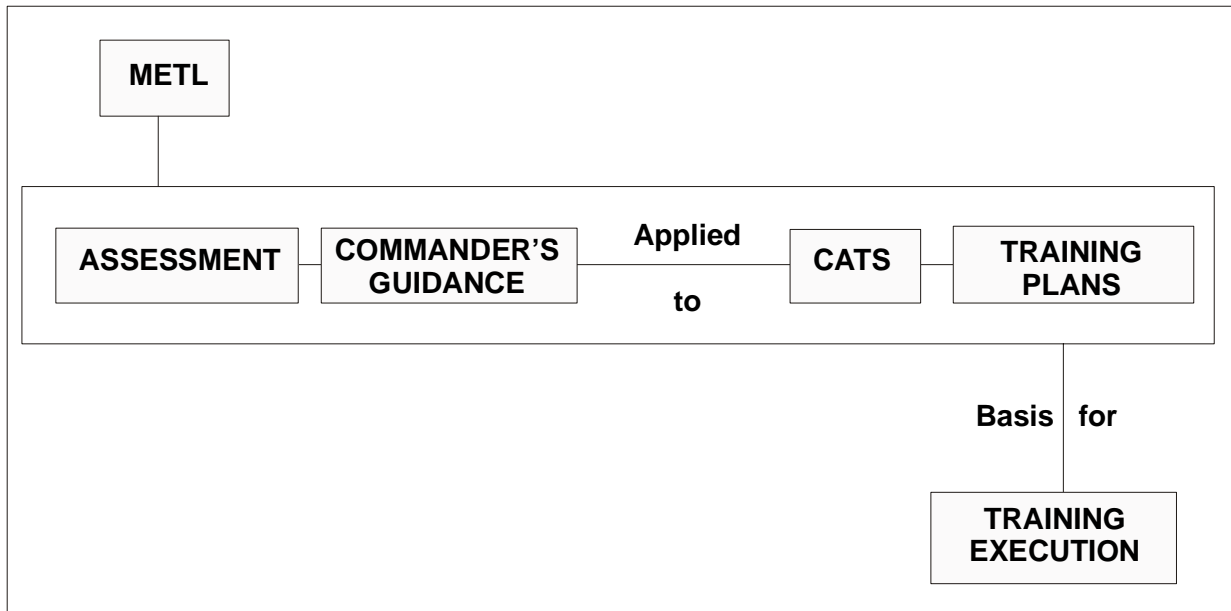 METL
ASSESSMENT
COMMANDER'S
GUIDANCE
Applied
to
CATS
TRAINING
PLANS
Basis for
TRAINING
EXECUTION